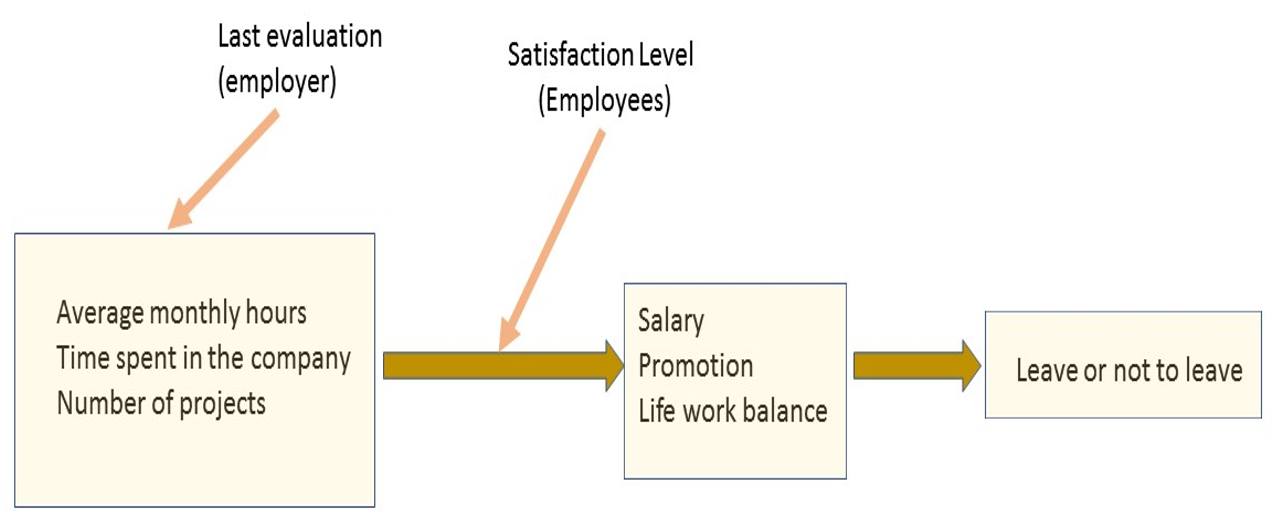 Last evaluation
(employer)
Satisfaction Level
(Employees)
Average monthly hours
Time spent in the company
Number of projects
Salary
Promotion
Life work balance
Leave or not to leave